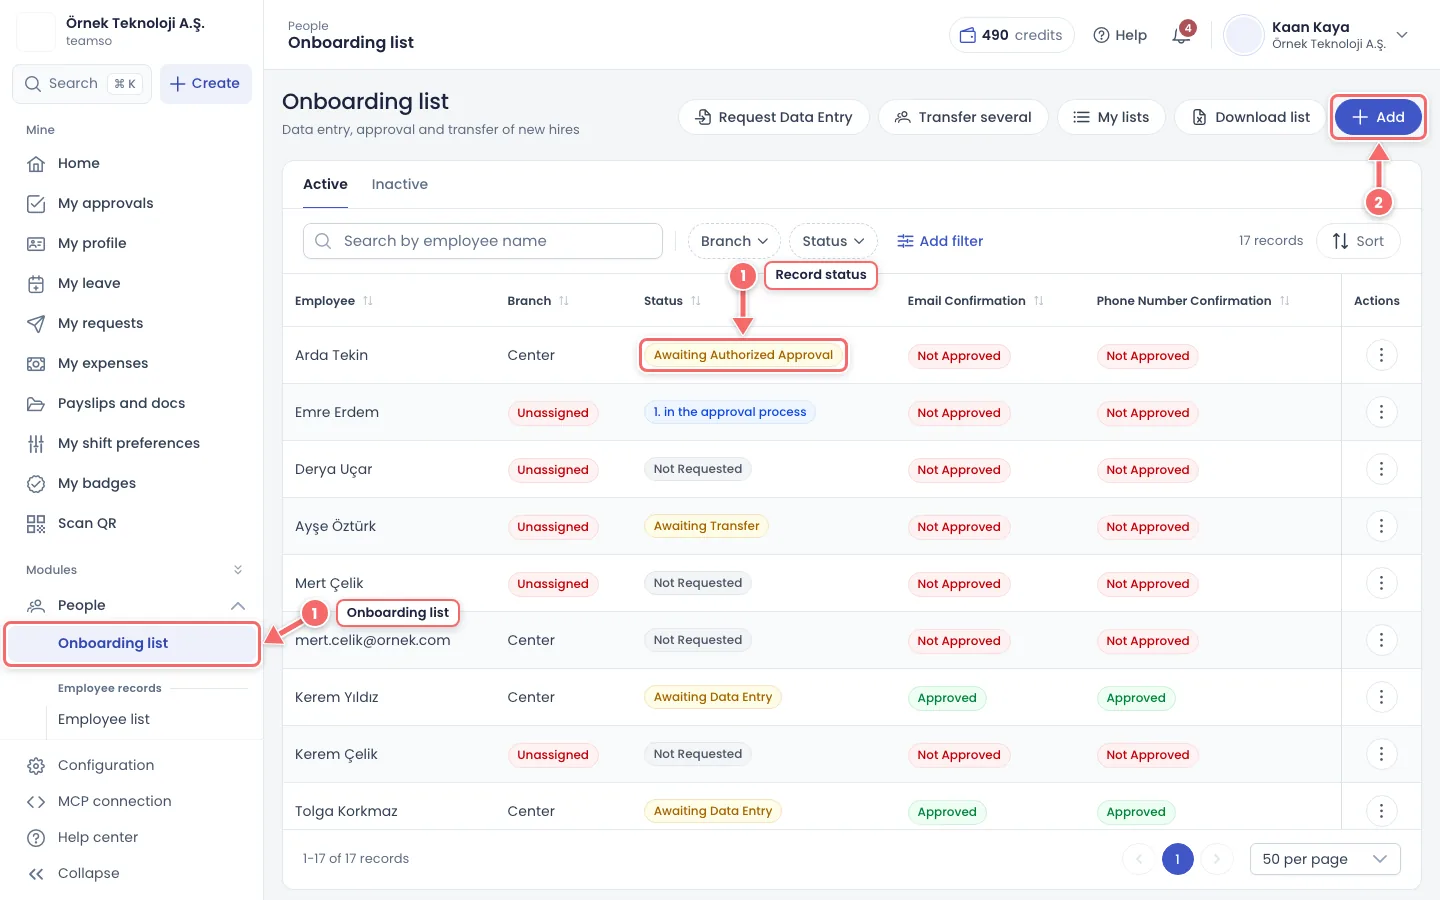 Örnek Teknoloji A.Ş.
teamso
Search
⌘ K
Create
Mine
Home
My approvals
My profile
My leave
My requests
My expenses
Payslips and docs
My shift preferences
My badges
Scan QR
Modules
People
Onboarding list
Employee records
Employee list
Configuration
MCP connection
Help center
Collapse
People
Onboarding list
490 credits
Help
4
Kaan Kaya
Örnek Teknoloji A.Ş.
Onboarding list
Data entry, approval and transfer of new hires
Request Data Entry
Transfer several
My lists
Download list
Add
2
Active
Inactive
Search by employee name
Branch
Status
Add filter
17 records
Sort
1
Record status
Employee
Branch
Status
Email Confirmation
Phone Number Confirmation
Actions
Arda Tekin
Center
Awaiting Authorized Approval
Not Approved
Not Approved
Emre Erdem
Unassigned
1. in the approval process
Not Approved
Not Approved
Derya Uçar
Unassigned
Not Requested
Not Approved
Not Approved
Ayşe Öztürk
Unassigned
Awaiting Transfer
Not Approved
Not Approved
Mert Çelik
Unassigned
Not Requested
Not Approved
Not Approved
1
Onboarding list
mert.celik@ornek.com
Center
Not Requested
Not Approved
Not Approved
Kerem Yıldız
Center
Awaiting Data Entry
Approved
Approved
Kerem Çelik
Unassigned
Not Requested
Not Approved
Not Approved
Tolga Korkmaz
Center
Awaiting Data Entry
Approved
Approved
1-17 of 17 records
1
50 per page